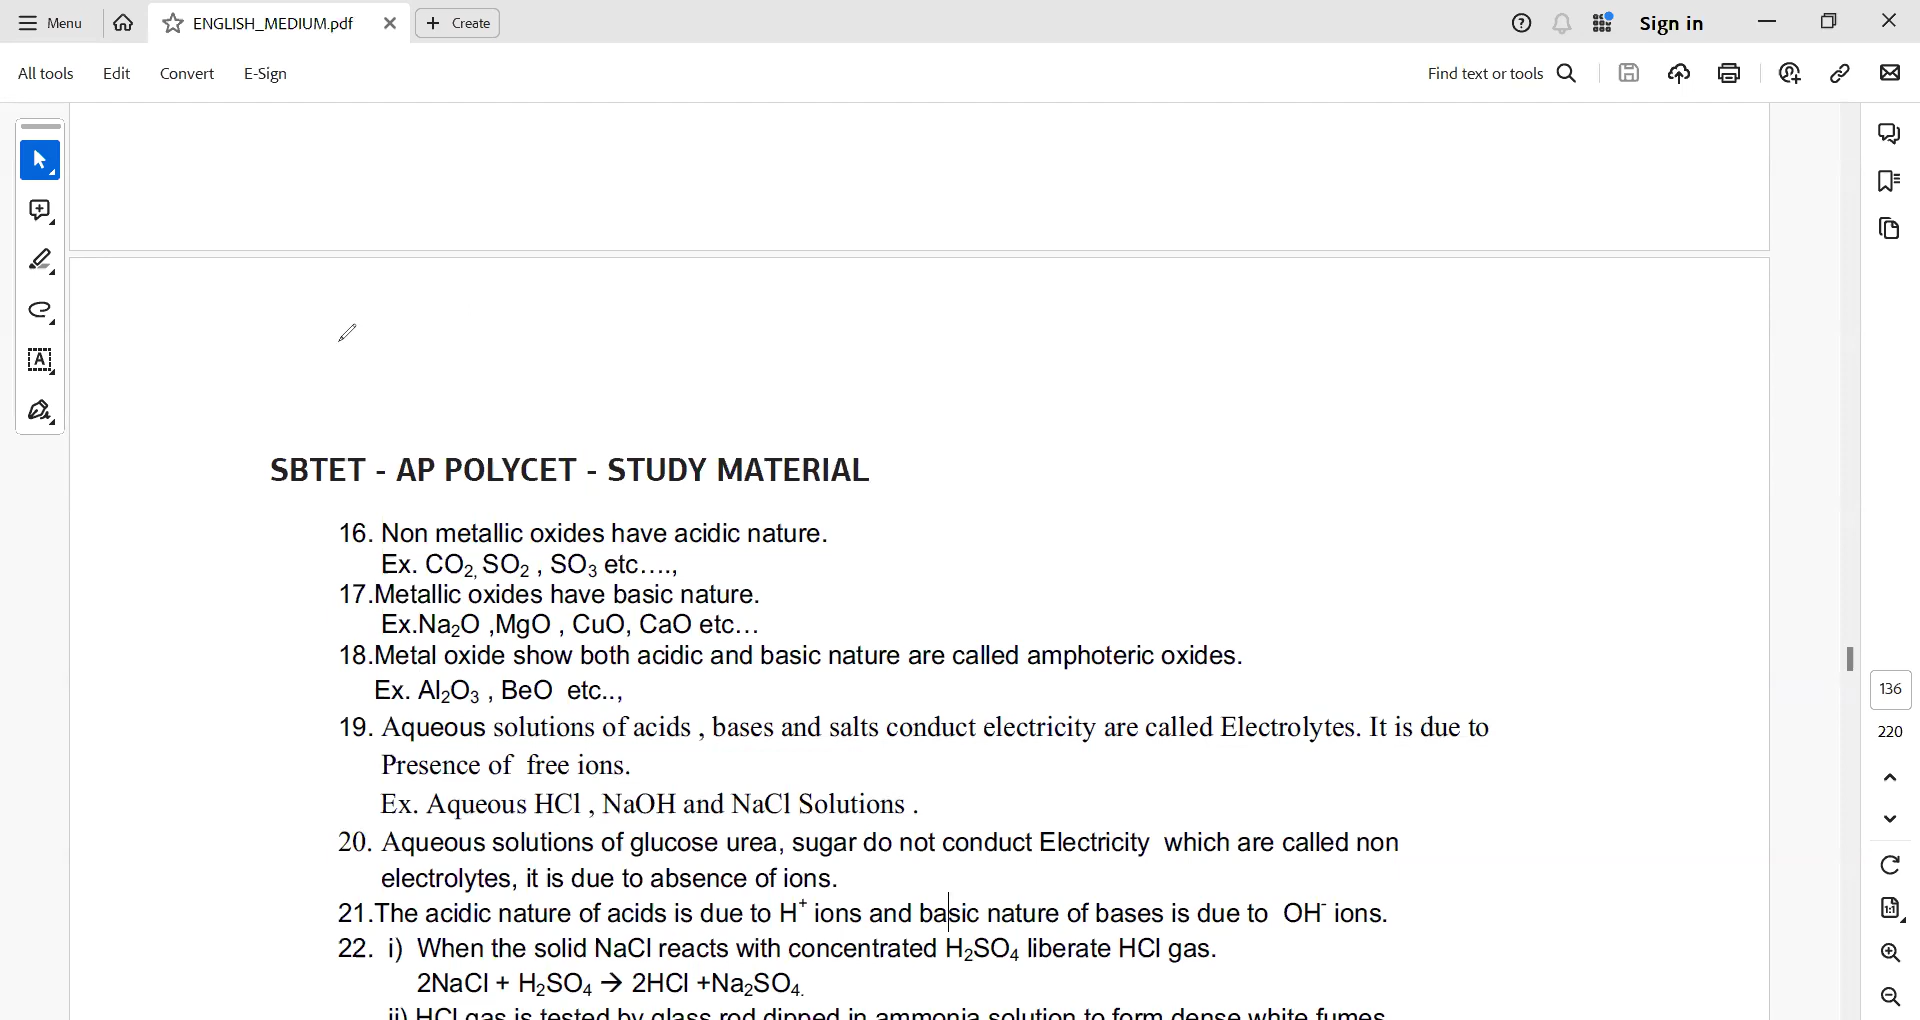 Menu
ENGLISH_MEDIUM.pdf
Create
Sign in
All tools
Edit
Convert
E-Sign
Find text or tools
SBTET - AP POLYCET - STUDY MATERIAL
16. Non metallic oxides have acidic nature.
Ex. CO₂, SO₂ , SO₃ etc….,
17.Metallic oxides have basic nature.
Ex.Na₂O ,MgO , CuO, CaO etc…
18.Metal oxide show both acidic and basic nature are called amphoteric oxides.
Ex. Al₂O₃ , BeO etc..,
19. Aqueous solutions of acids , bases and salts conduct electricity are called Electrolytes. It is due to
Presence of free ions.
Ex. Aqueous HCl , NaOH and NaCl Solutions .
20. Aqueous solutions of glucose urea, sugar do not conduct Electricity which are called non
electrolytes, it is due to absence of ions.
21.The acidic nature of acids is due to H⁺ ions and basic nature of bases is due to OH⁻ ions.
22. i) When the solid NaCl reacts with concentrated H₂SO₄ liberate HCl gas.
2NaCl + H₂SO₄ → 2HCl +Na₂SO₄.
ii) HCl gas is tested by glass rod dipped in ammonia solution to form dense white fumes
136
220